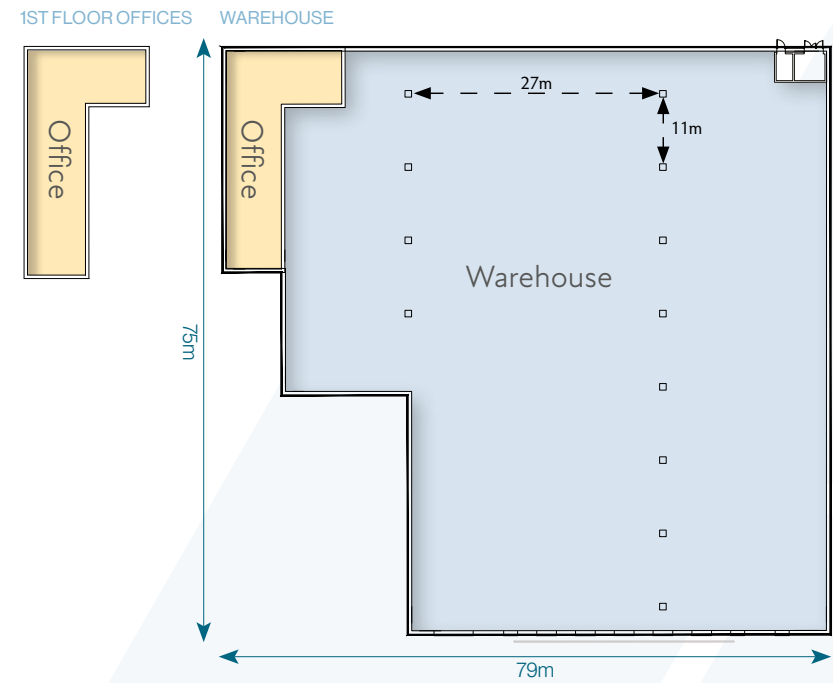 1ST FLOOR OFFICES
WAREHOUSE
Office
Office
27m
11m
Warehouse
75m
79m